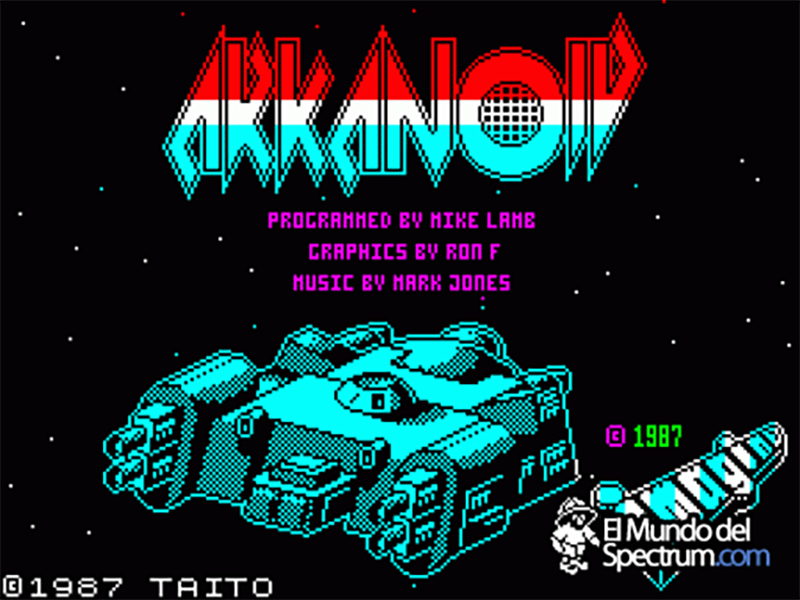 ARKANOID
PROGRAMMED BY MIKE LAMB
GRAPHICS BY RON F
MUSIC BY MARK JONES
© 1987
El Mundo del
Spectrum.com
©1987 TAITO